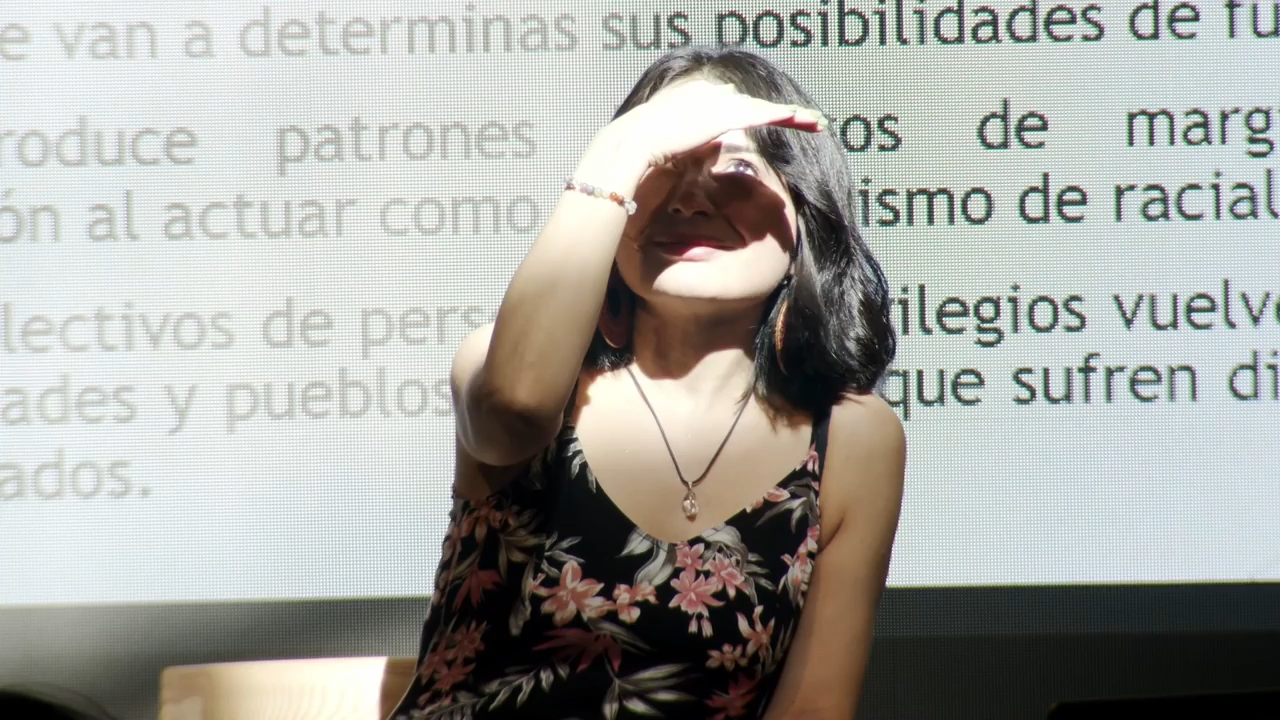 e van a determinas sus posibilidades de fu
roduce patrones os de marg
ón al actuar como ismo de racial
lectivos de pers ilegios vuelv
ades y pueblos que sufren di
ados.